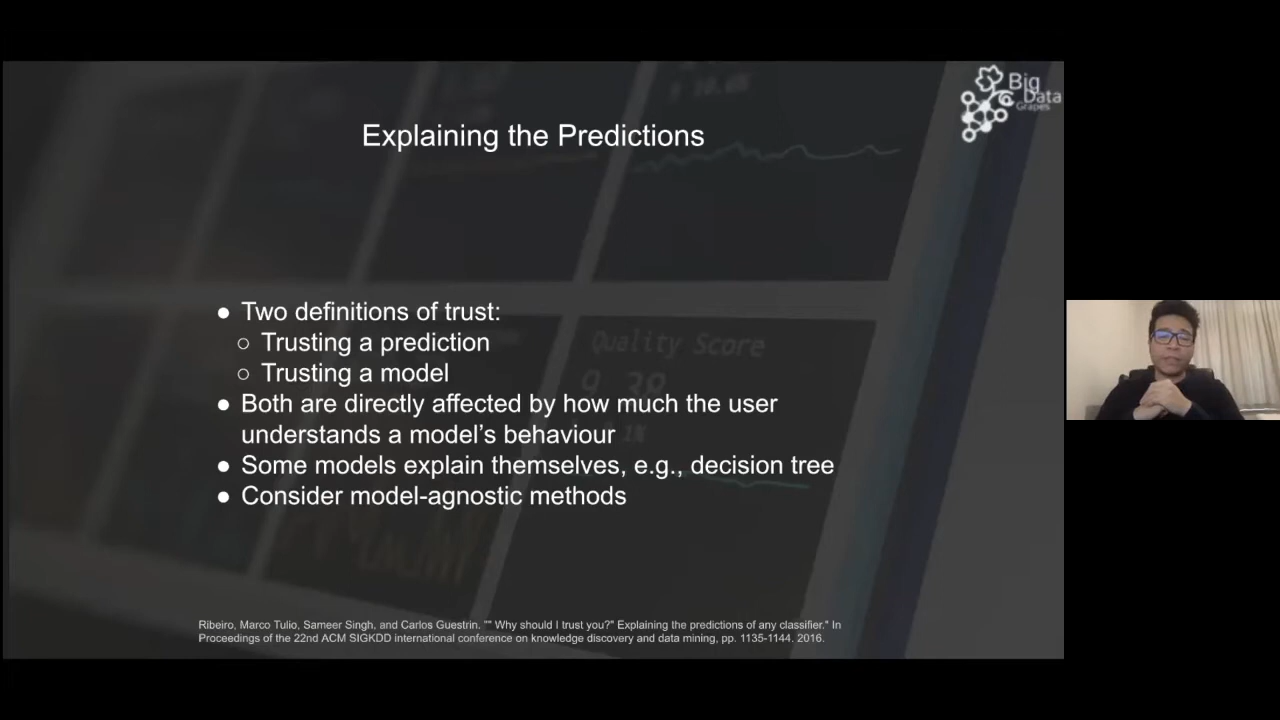 Big
Data
Grapes
Explaining the Predictions
● Two definitions of trust:
○ Trusting a prediction
○ Trusting a model
● Both are directly affected by how much the user
understands a model's behaviour
● Some models explain themselves, e.g., decision tree
● Consider model-agnostic methods
Quality Score
Ribeiro, Marco Tulio, Sameer Singh, and Carlos Guestrin. "" Why should I trust you?" Explaining the predictions of any classifier." In
Proceedings of the 22nd ACM SIGKDD international conference on knowledge discovery and data mining, pp. 1135-1144. 2016.